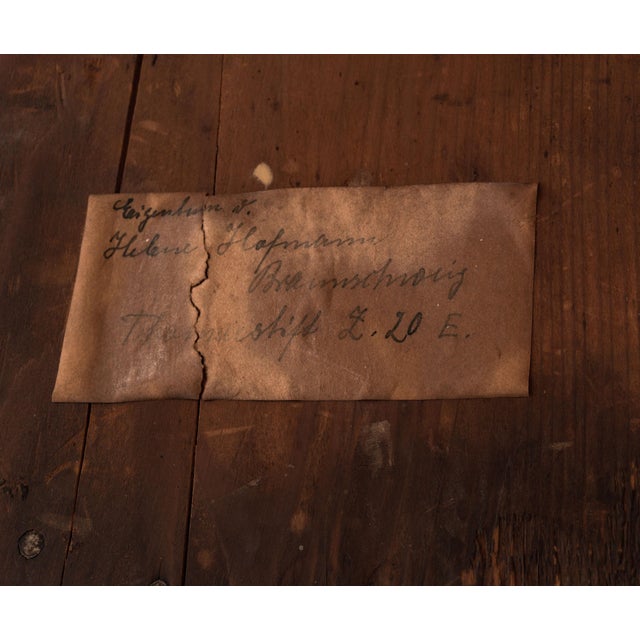 Eigentum d.
Helene Hofmann
Braunschweig
Z. 20 E.